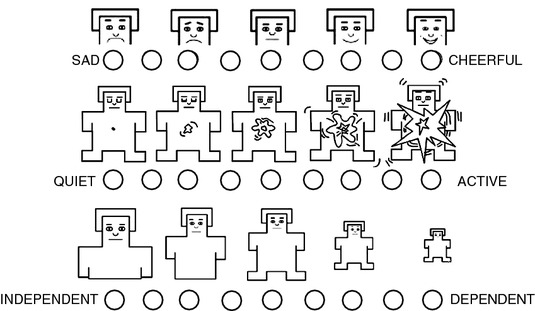 SAD CHEERFUL
QUIET ACTIVE
INDEPENDENT DEPENDENT